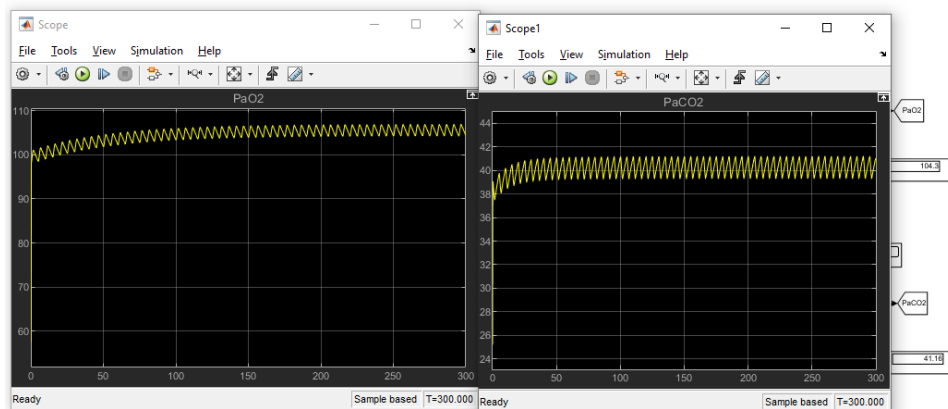 Scope
File Tools View Simulation Help
PaO2
110
100
90
80
70
60
0 50 100 150 200 250 300
Ready Sample based T=300.000
Scope1
File Tools View Simulation Help
PaCO2
44
42
40
38
36
34
32
30
28
26
24
0 50 100 150 200 250 300
Ready Sample based T=300.000
PaO2
104.3
PaCO2
41.16